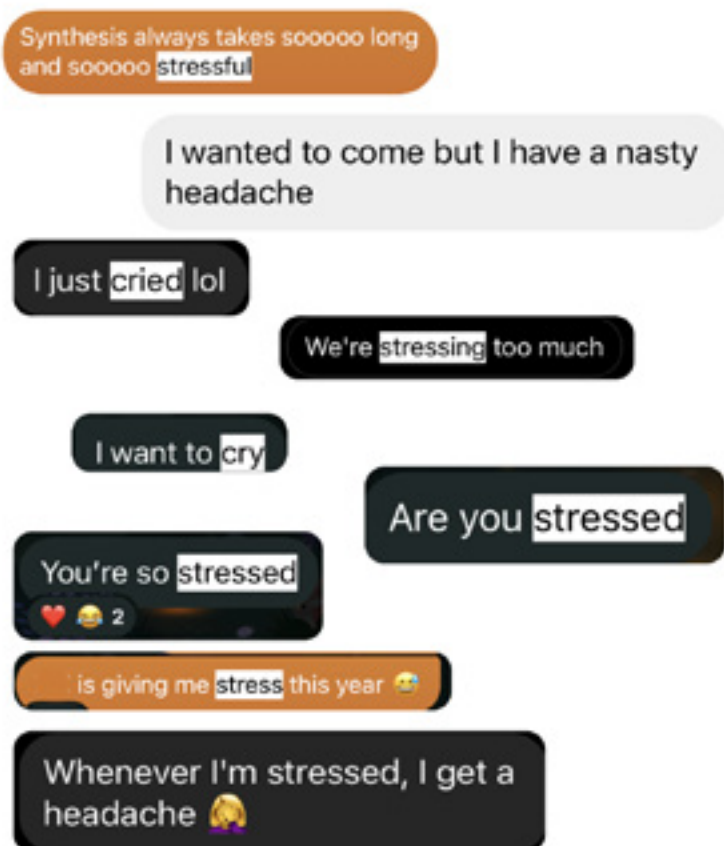 Synthesis always takes sooooo long
and sooooo stressful
I wanted to come but I have a nasty
headache
I just cried lol
We're stressing too much
I want to cry
Are you stressed
You're so stressed
❤️ 😂 2
is giving me stress this year 😅
Whenever I'm stressed, I get a
headache 🤦‍♀️